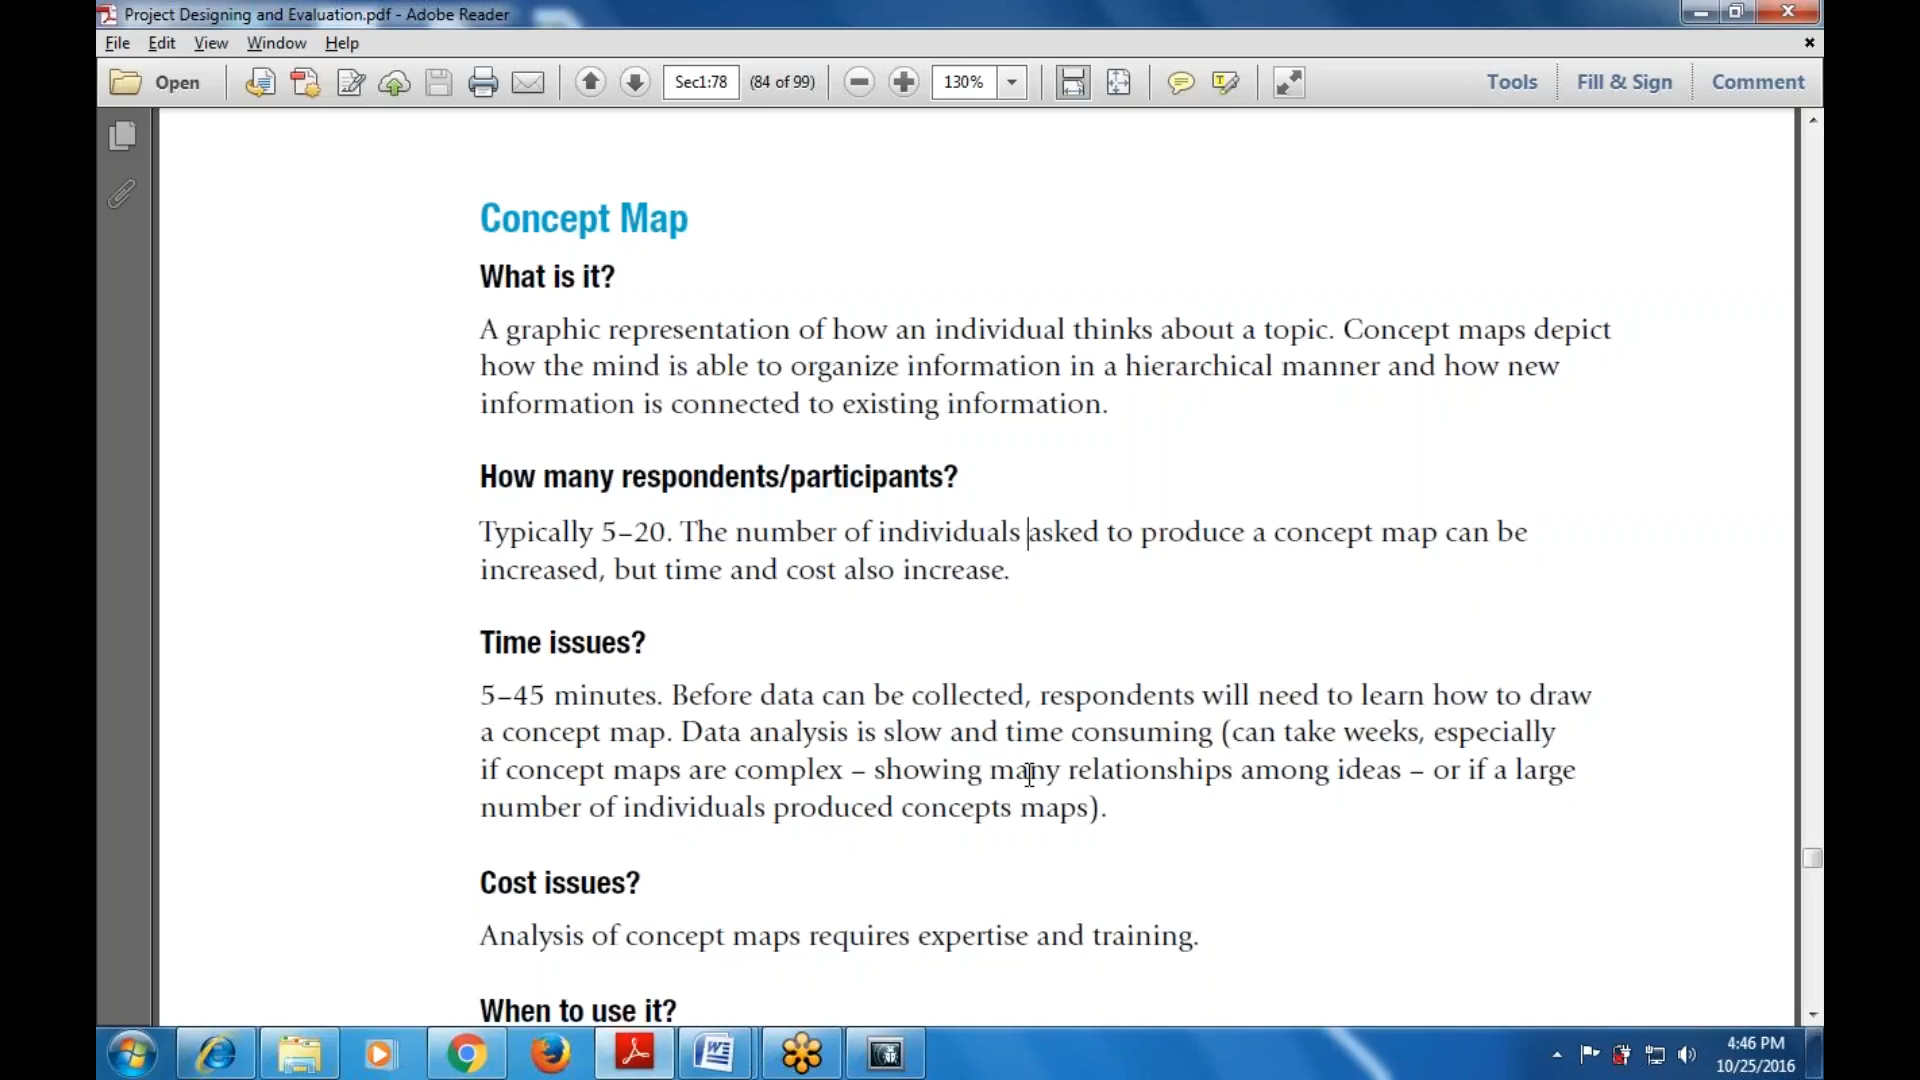 Project Designing and Evaluation.pdf - Adobe Reader
File Edit View Window Help
Open Sec1:78 (84 of 99) 130% Tools Fill & Sign Comment
Concept Map
What is it?
A graphic representation of how an individual thinks about a topic. Concept maps depict
how the mind is able to organize information in a hierarchical manner and how new
information is connected to existing information.
How many respondents/participants?
Typically 5–20. The number of individuals asked to produce a concept map can be
increased, but time and cost also increase.
Time issues?
5–45 minutes. Before data can be collected, respondents will need to learn how to draw
a concept map. Data analysis is slow and time consuming (can take weeks, especially
if concept maps are complex – showing many relationships among ideas – or if a large
number of individuals produced concepts maps).
Cost issues?
Analysis of concept maps requires expertise and training.
When to use it?
4:46 PM
10/25/2016